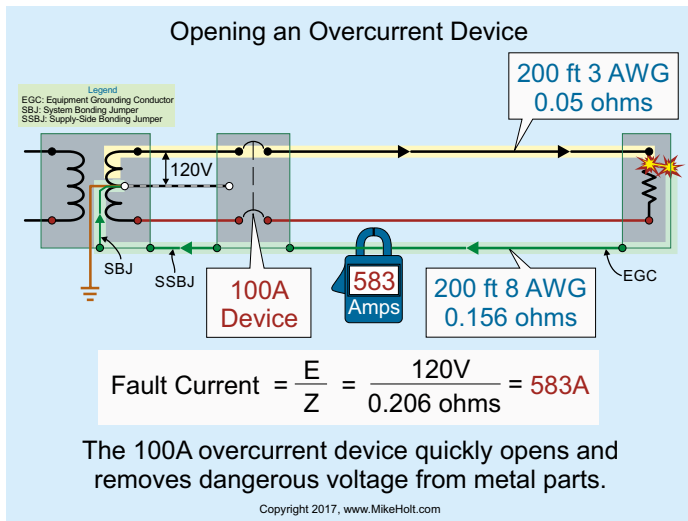 Opening an Overcurrent Device
Legend
EGC: Equipment Grounding Conductor
SBJ: System Bonding Jumper
SSBJ: Supply-Side Bonding Jumper
200 ft 3 AWG
0.05 ohms
120V
SBJ
SSBJ
100A
Device
583
Amps
200 ft 8 AWG
0.156 ohms
EGC
Fault Current = E/Z = 120V/0.206 ohms = 583A
The 100A overcurrent device quickly opens and
removes dangerous voltage from metal parts.
Copyright 2017, www.MikeHolt.com